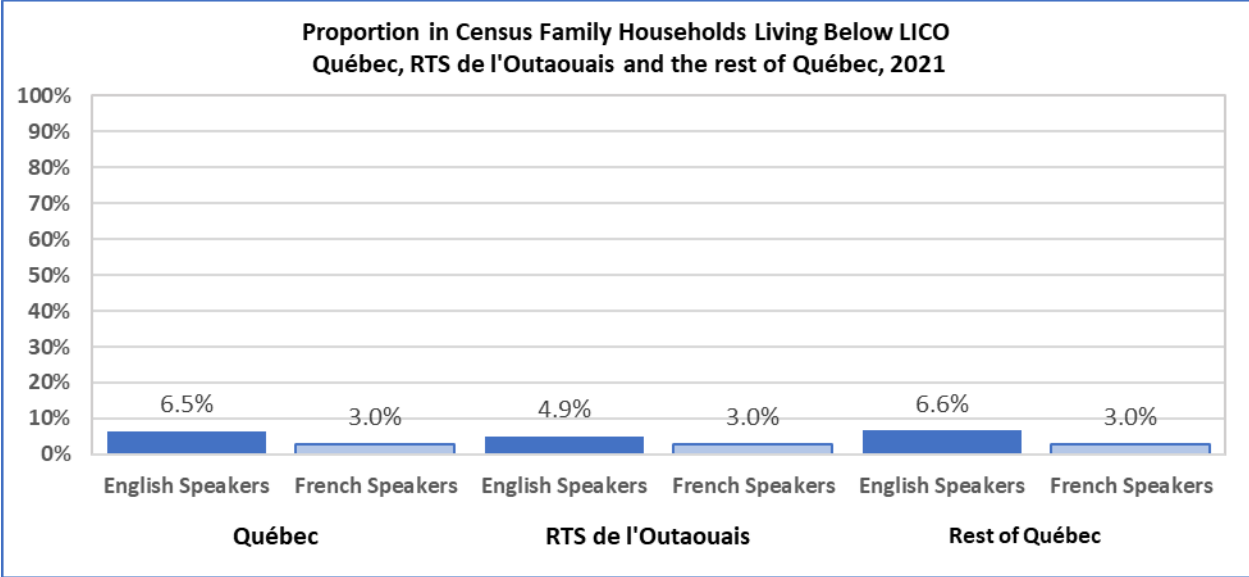 Proportion in Census Family Households Living Below LICO
Québec, RTS de l'Outaouais and the rest of Québec, 2021
100%
90%
80%
70%
60%
50%
40%
30%
20%
10%
0%
6.5% 3.0% 4.9% 3.0% 6.6% 3.0%
English Speakers French Speakers English Speakers French Speakers English Speakers French Speakers
Québec RTS de l'Outaouais Rest of Québec